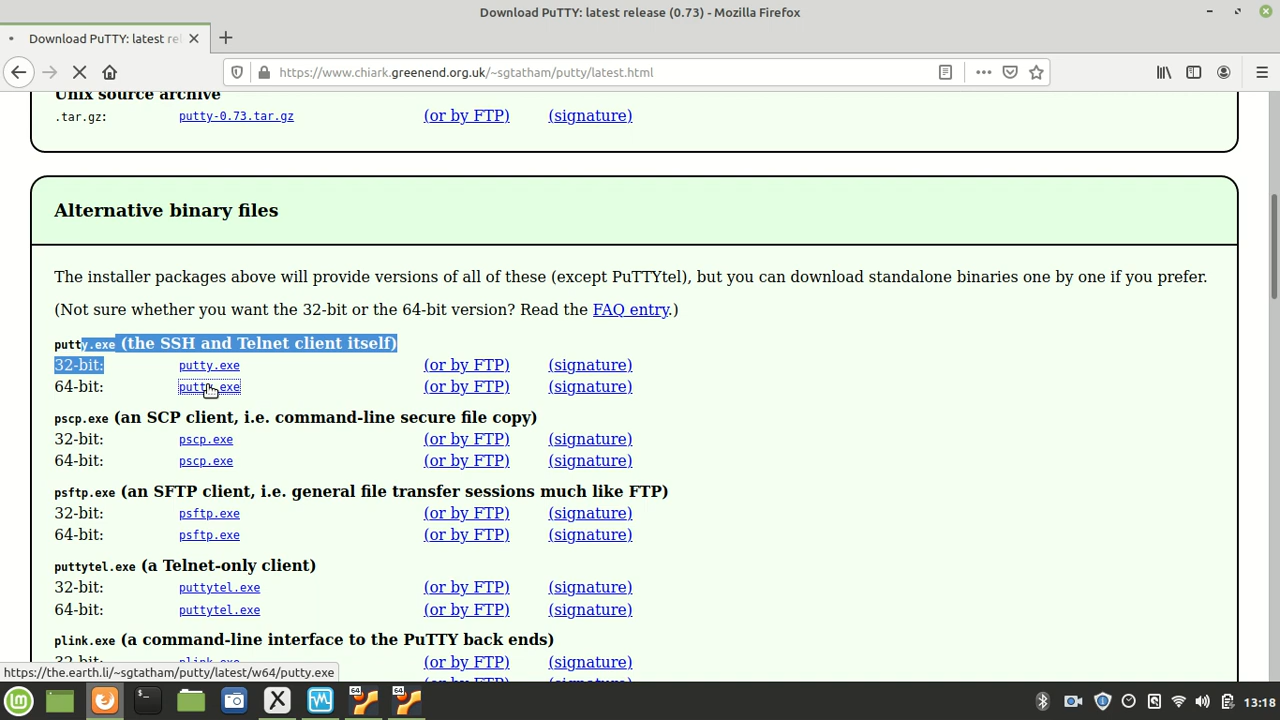 Download PuTTY: latest release (0.73) - Mozilla Firefox
Download PuTTY: latest rel
https://www.chiark.greenend.org.uk/~sgtatham/putty/latest.html
Unix source archive
.tar.gz: putty-0.73.tar.gz (or by FTP) (signature)
Alternative binary files
The installer packages above will provide versions of all of these (except PuTTYtel), but you can download standalone binaries one by one if you prefer.
(Not sure whether you want the 32-bit or the 64-bit version? Read the FAQ entry.)
putty.exe (the SSH and Telnet client itself)
32-bit: putty.exe (or by FTP) (signature)
64-bit: putty.exe (or by FTP) (signature)
pscp.exe (an SCP client, i.e. command-line secure file copy)
32-bit: pscp.exe (or by FTP) (signature)
64-bit: pscp.exe (or by FTP) (signature)
psftp.exe (an SFTP client, i.e. general file transfer sessions much like FTP)
32-bit: psftp.exe (or by FTP) (signature)
64-bit: psftp.exe (or by FTP) (signature)
puttytel.exe (a Telnet-only client)
32-bit: puttytel.exe (or by FTP) (signature)
64-bit: puttytel.exe (or by FTP) (signature)
plink.exe (a command-line interface to the PuTTY back ends)
32-bit: plink.exe (or by FTP) (signature)
https://the.earth.li/~sgtatham/putty/latest/w64/putty.exe
64 64
13:18